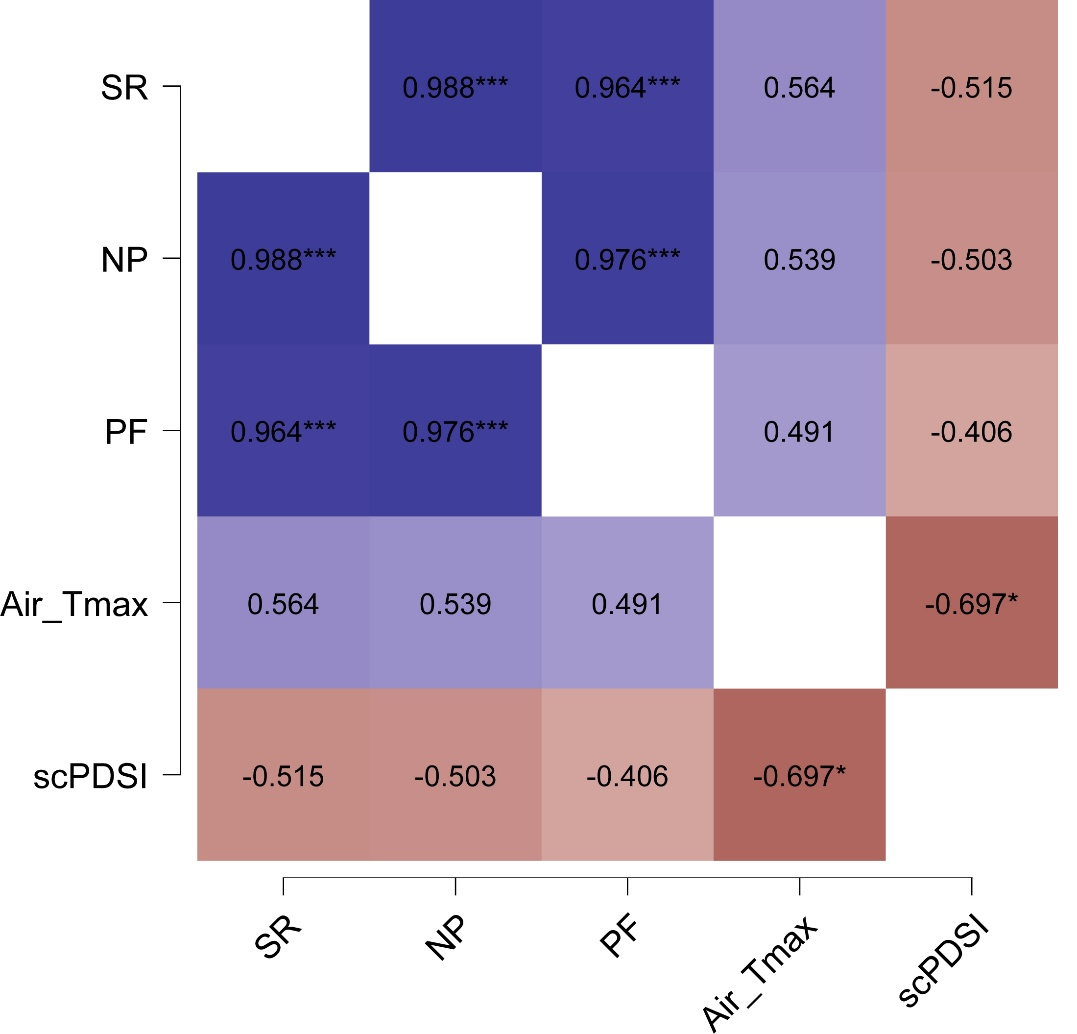 SR 0.988*** 0.964*** 0.564 -0.515
NP 0.988*** 0.976*** 0.539 -0.503
PF 0.964*** 0.976*** 0.491 -0.406
Air_Tmax 0.564 0.539 0.491 -0.697*
scPDSI -0.515 -0.503 -0.406 -0.697*
SR NP PF Air_Tmax scPDSI